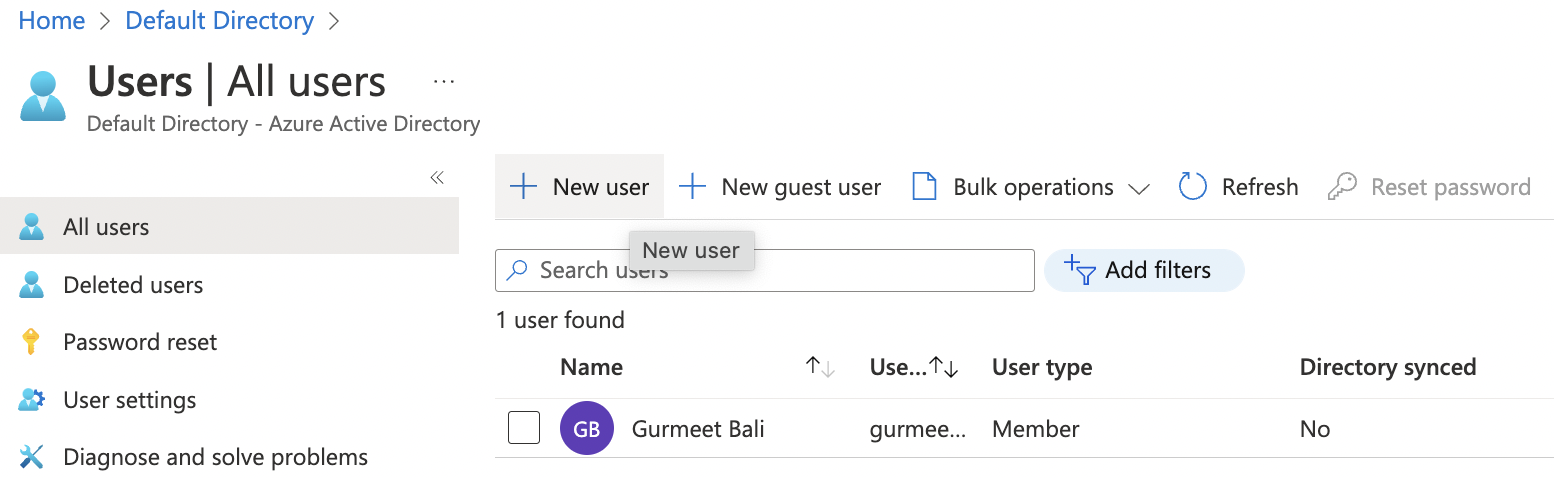 Home > Default Directory >
Users | All users ...
Default Directory - Azure Active Directory
«
All users
Deleted users
Password reset
User settings
Diagnose and solve problems
+ New user + New guest user Bulk operations Refresh Reset password
New user
Search users
Add filters
1 user found
Name Use... User type Directory synced
GB Gurmeet Bali gurmee... Member No